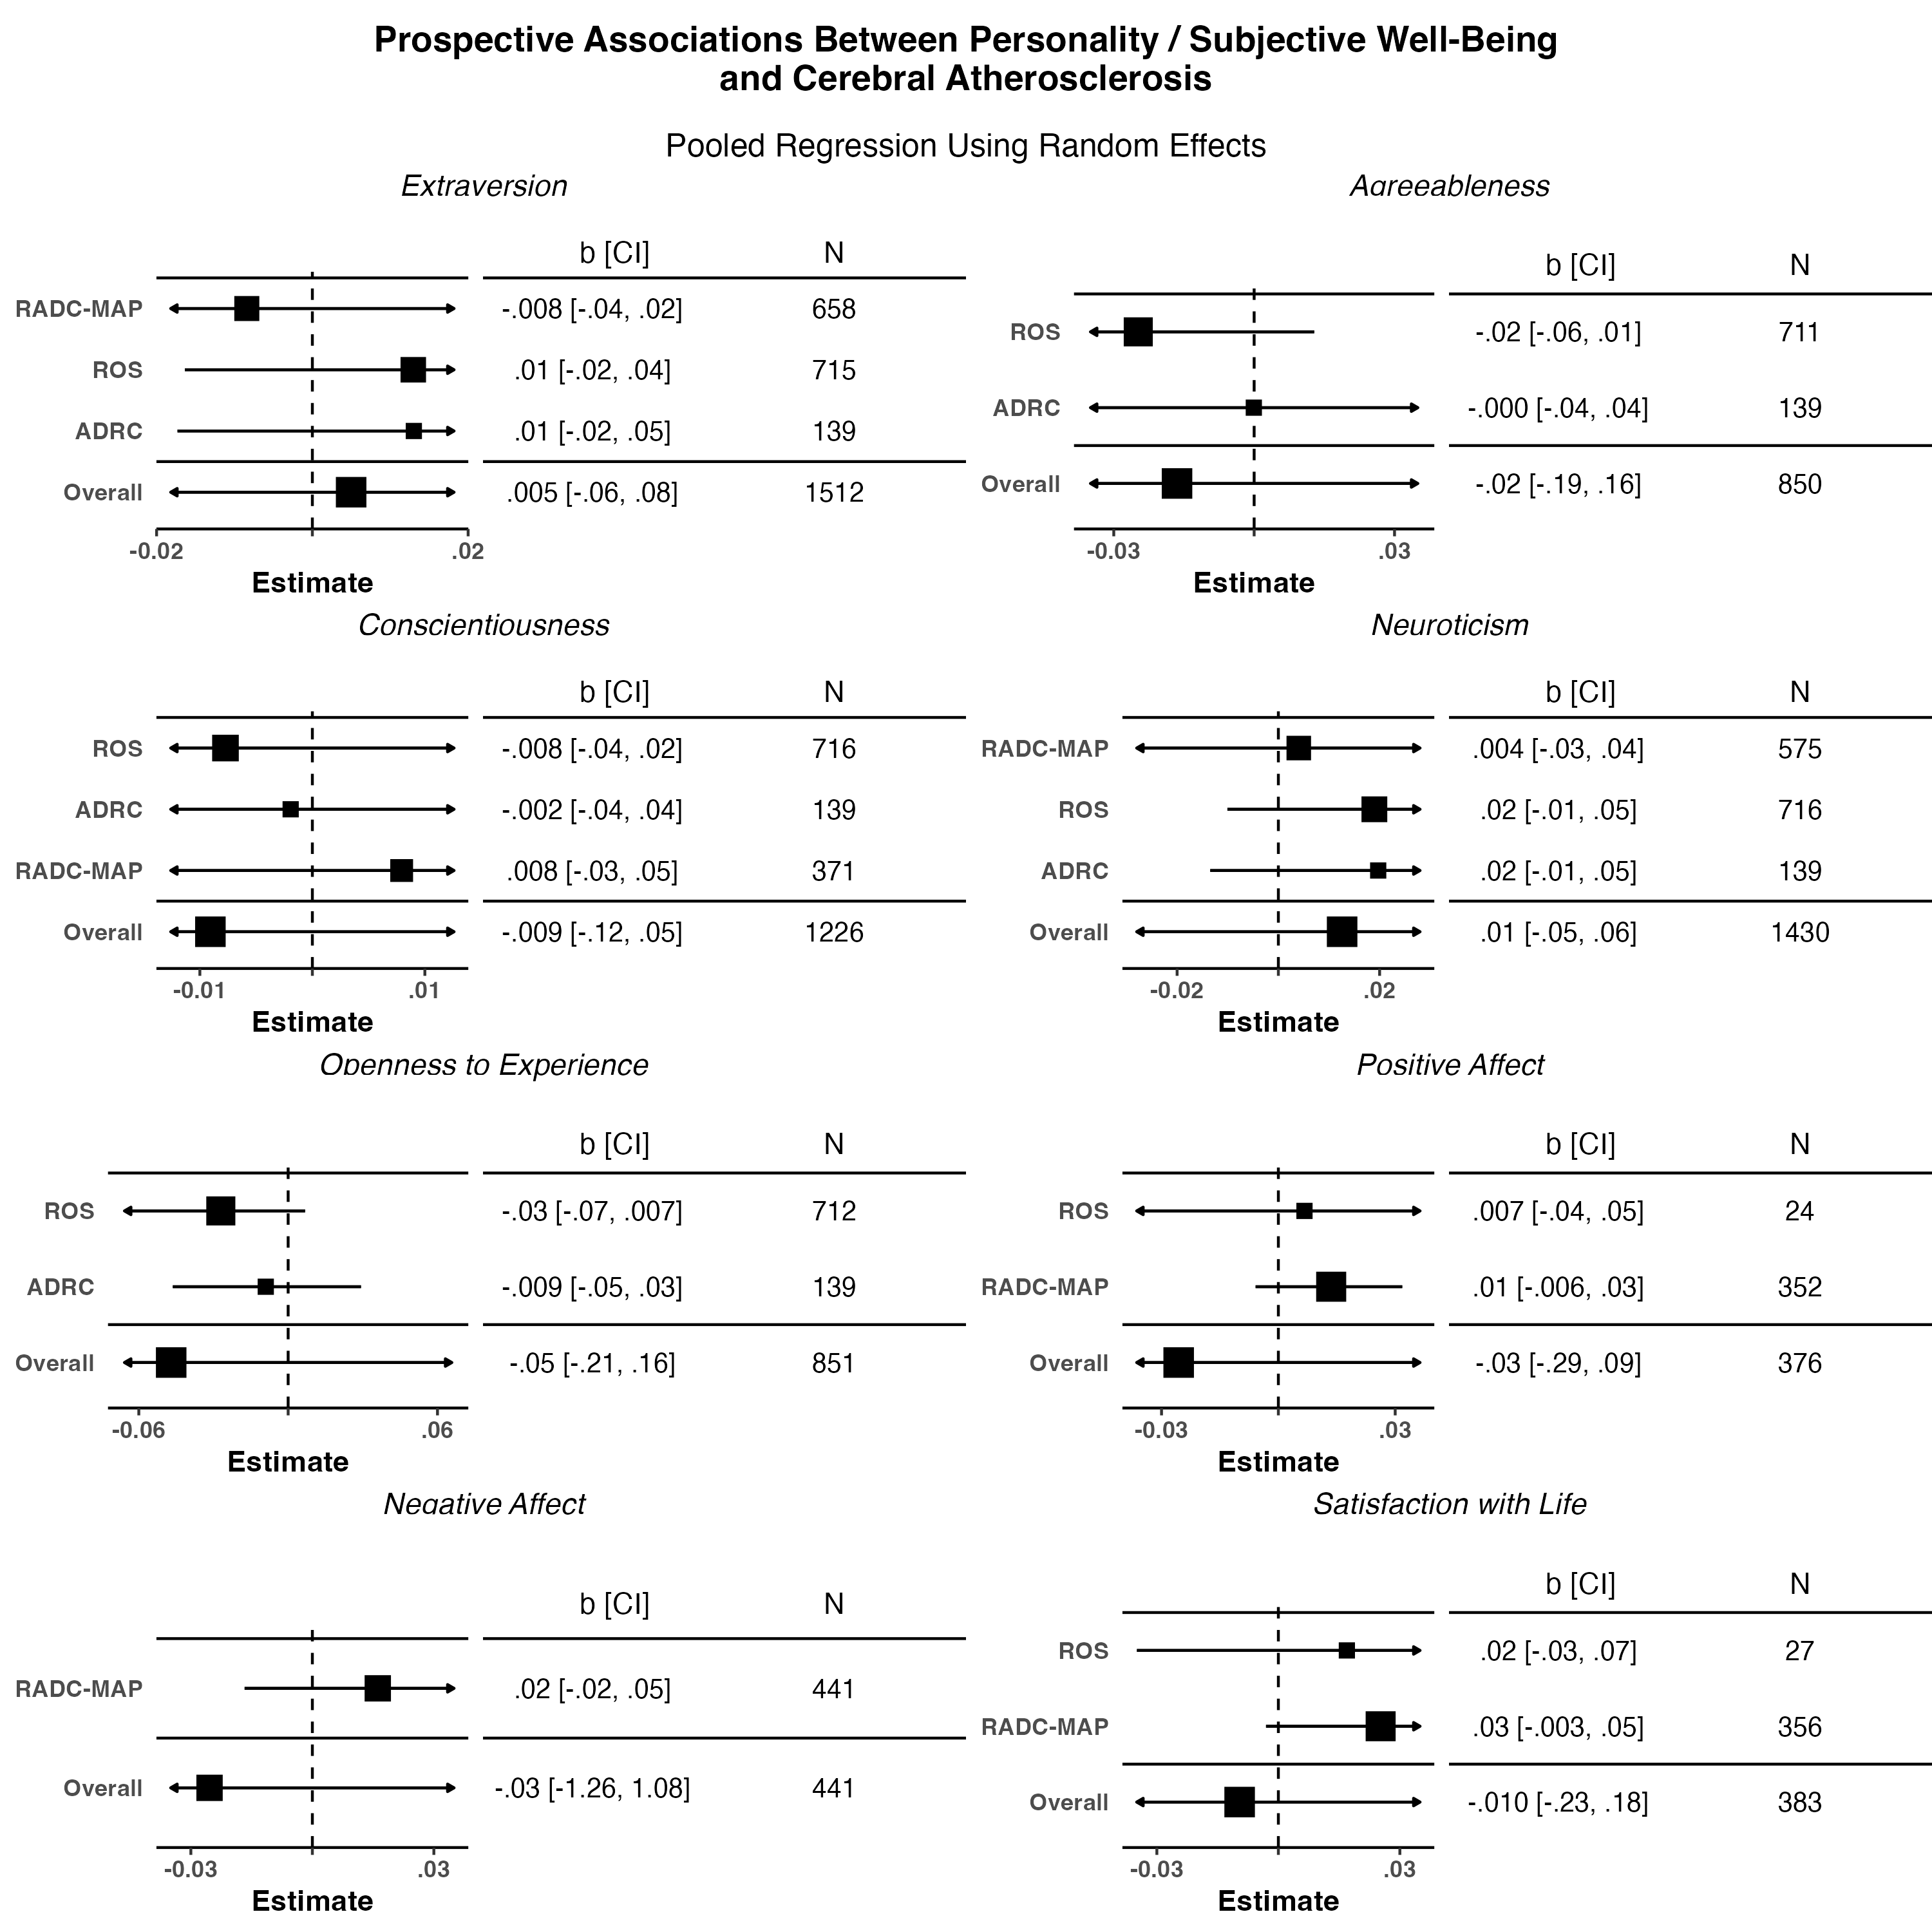 Prospective Associations Between Personality / Subjective Well-Being
and Cerebral Atherosclerosis
Pooled Regression Using Random Effects
Extraversion
b [CI] N
RADC-MAP -.008 [-.04, .02] 658
ROS .01 [-.02, .04] 715
ADRC .01 [-.02, .05] 139
Overall .005 [-.06, .08] 1512
-0.02 .02
Estimate
Agreeableness
b [CI] N
ROS -.02 [-.06, .01] 711
ADRC -.000 [-.04, .04] 139
Overall -.02 [-.19, .16] 850
-0.03 .03
Estimate
Conscientiousness
b [CI] N
ROS -.008 [-.04, .02] 716
ADRC -.002 [-.04, .04] 139
RADC-MAP .008 [-.03, .05] 371
Overall -.009 [-.12, .05] 1226
-0.01 .01
Estimate
Neuroticism
b [CI] N
RADC-MAP .004 [-.03, .04] 575
ROS .02 [-.01, .05] 716
ADRC .02 [-.01, .05] 139
Overall .01 [-.05, .06] 1430
-0.02 .02
Estimate
Openness to Experience
b [CI] N
ROS -.03 [-.07, .007] 712
ADRC -.009 [-.05, .03] 139
Overall -.05 [-.21, .16] 851
-0.06 .06
Estimate
Positive Affect
b [CI] N
ROS .007 [-.04, .05] 24
RADC-MAP .01 [-.006, .03] 352
Overall -.03 [-.29, .09] 376
-0.03 .03
Estimate
Negative Affect
b [CI] N
RADC-MAP .02 [-.02, .05] 441
Overall -.03 [-1.26, 1.08] 441
-0.03 .03
Estimate
Satisfaction with Life
b [CI] N
ROS .02 [-.03, .07] 27
RADC-MAP .03 [-.003, .05] 356
Overall -.010 [-.23, .18] 383
-0.03 .03
Estimate